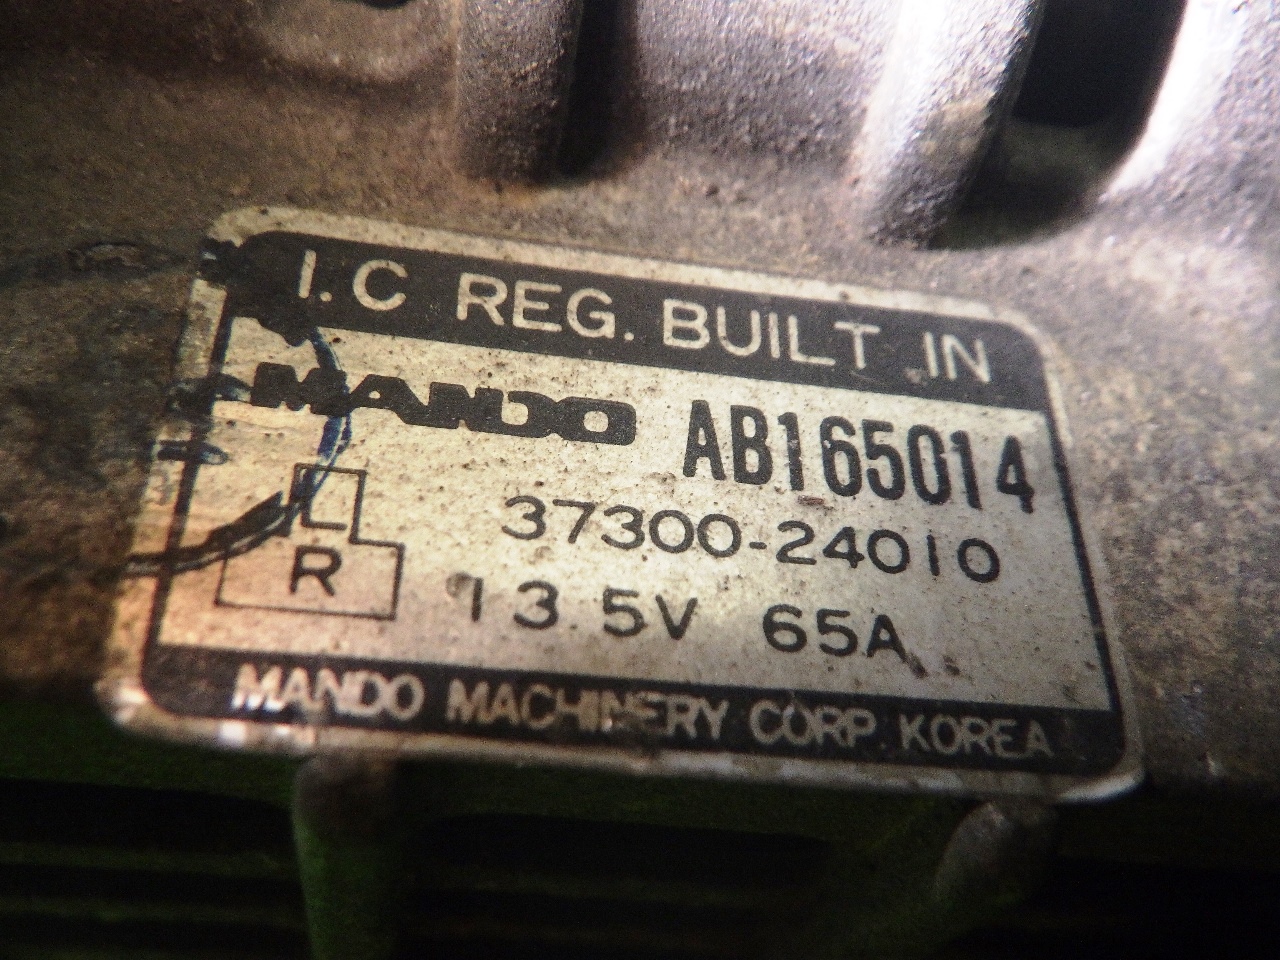 I.C REG. BUILT IN
MANDO AB165014
L
37300-24010
R
13.5V 65A
MANDO MACHINERY CORP. KOREA